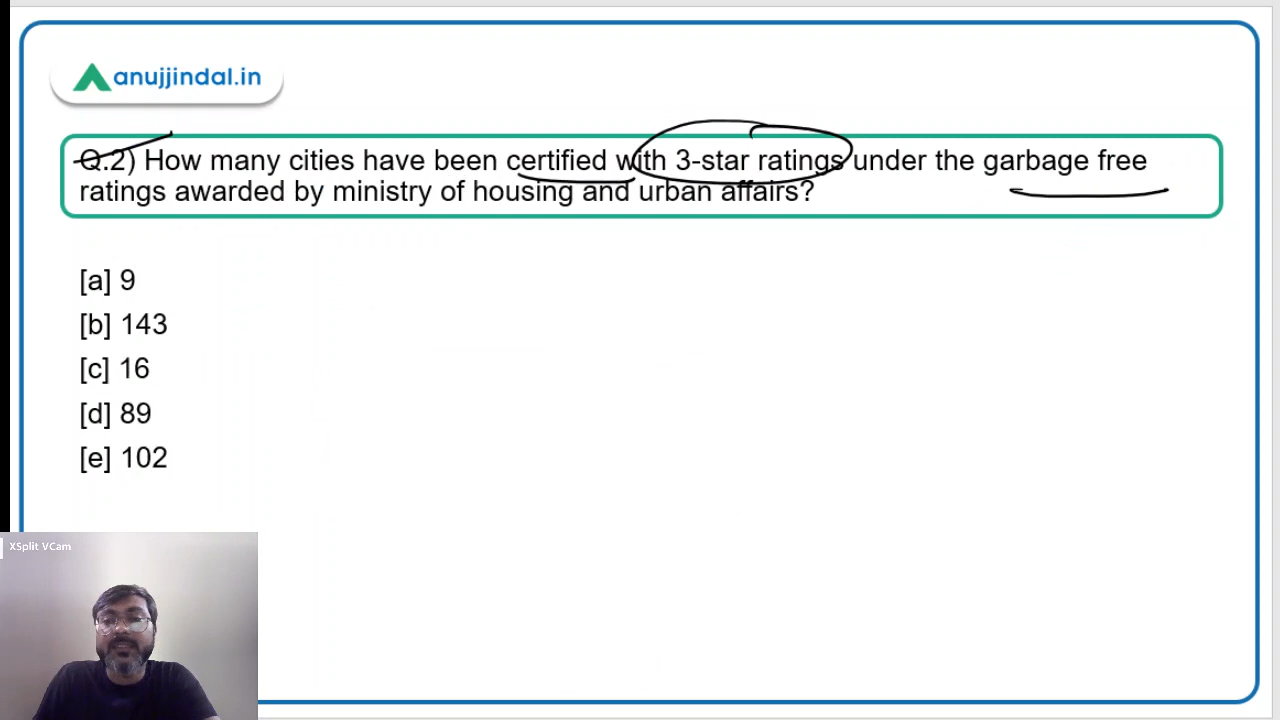 anujjindal.in
Q.2) How many cities have been certified with 3-star ratings under the garbage free
ratings awarded by ministry of housing and urban affairs?
[a] 9
[b] 143
[c] 16
[d] 89
[e] 102
XSplit VCam